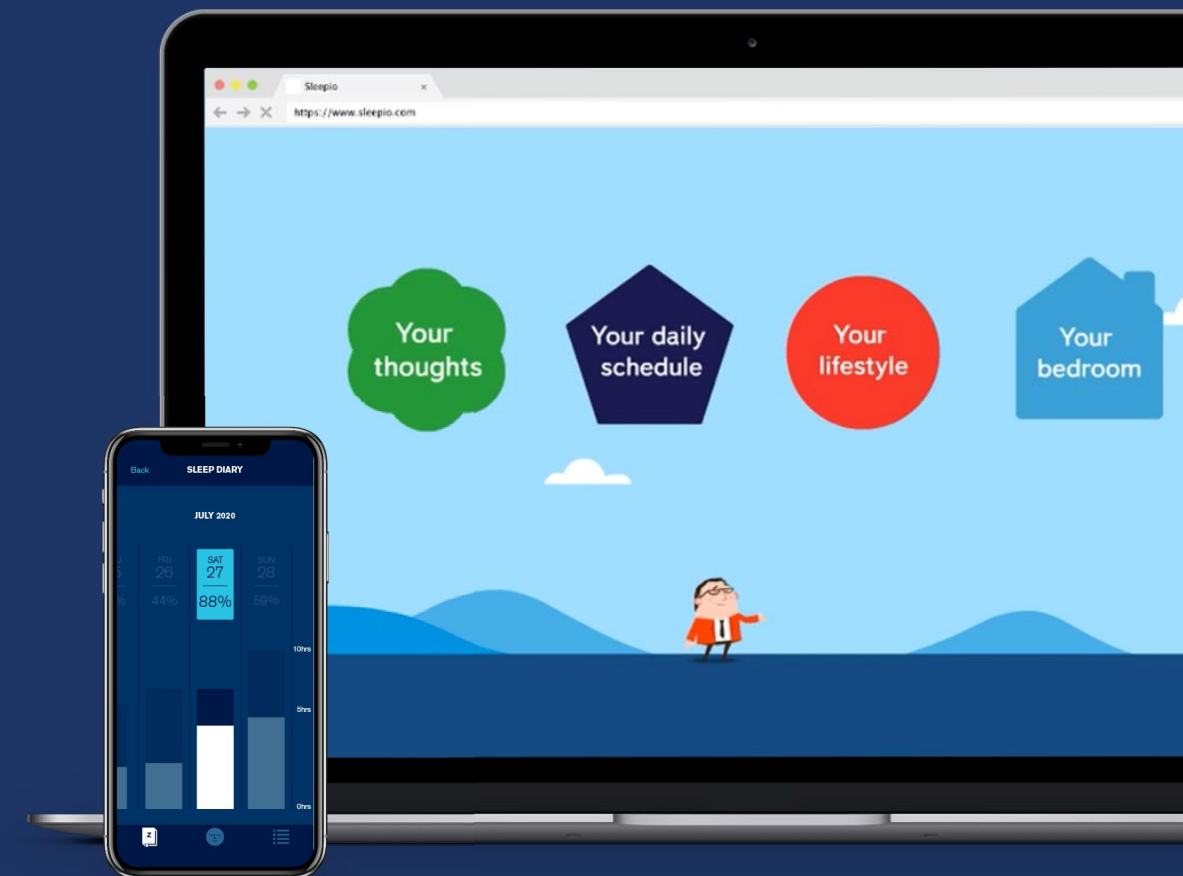 Sleepio
https://www.sleepio.com
Your
thoughts
Your daily
schedule
Your
lifestyle
Your
bedroom
Back SLEEP DIARY
JULY 2020
FRI SAT SUN
26 27 28
% 44% 88% 59%
10hrs
5hrs
0hrs
z